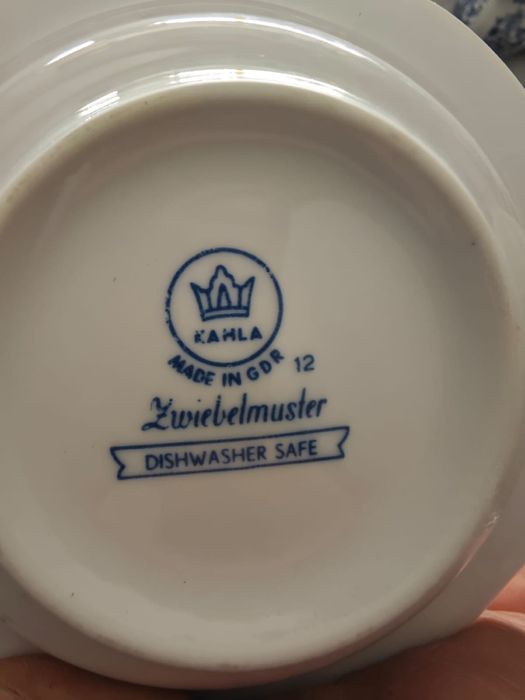 KAHLA
MADE IN GDR 12
Zwiebelmuster
DISHWASHER SAFE